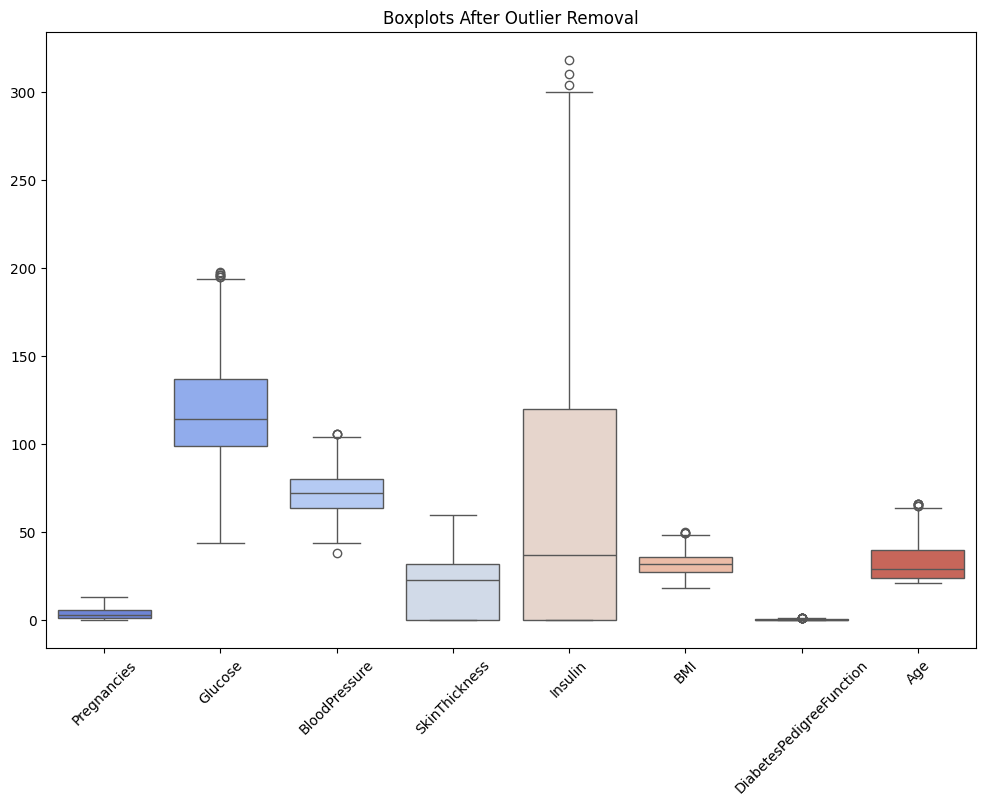 Boxplots After Outlier Removal
300
250
200
150
100
50
0
Pregnancies
Glucose
BloodPressure
SkinThickness
Insulin
BMI
DiabetesPedigreeFunction
Age